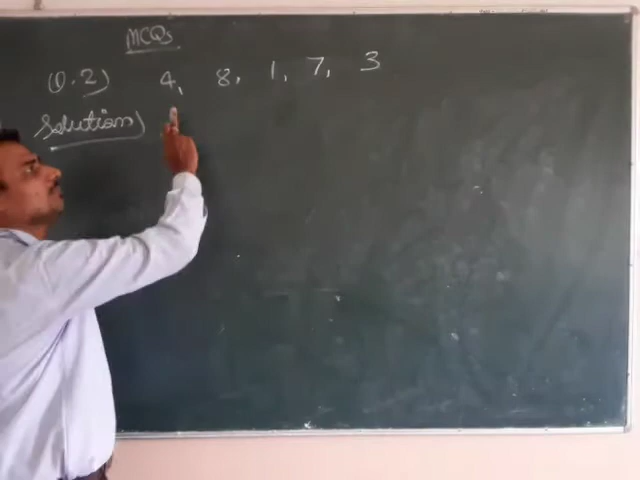 MCQs
Q.2) 4, 8, 1, 7, 3
Solution)